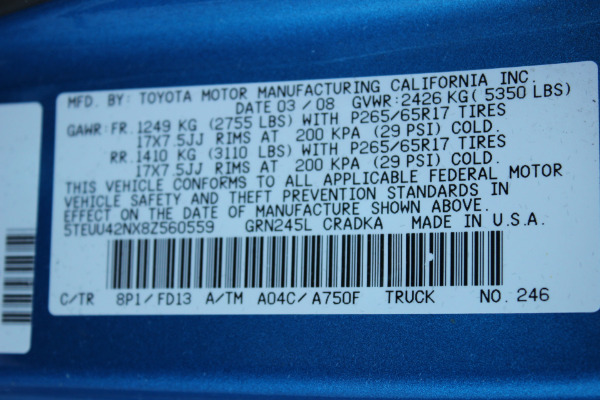 MFD. BY: TOYOTA MOTOR MANUFACTURING CALIFORNIA INC.
DATE 03 / 08 GVWR: 2426 KG ( 5350 LBS)
GAWR: FR. 1249 KG (2755 LBS) WITH P265/65R17 TIRES
17X7.5JJ RIMS AT 200 KPA (29 PSI) COLD.
RR. 1410 KG (3110 LBS) WITH P265/65R17 TIRES
17X7.5JJ RIMS AT 200 KPA (29 PSI) COLD.
THIS VEHICLE CONFORMS TO ALL APPLICABLE FEDERAL MOTOR
VEHICLE SAFETY AND THEFT PREVENTION STANDARDS IN
EFFECT ON THE DATE OF MANUFACTURE SHOWN ABOVE.
5TEUU42NX8Z560559 GRN245L CRADKA MADE IN U.S.A.
C/TR 8P1/FD13 A/TM A04C/A750F TRUCK NO. 246